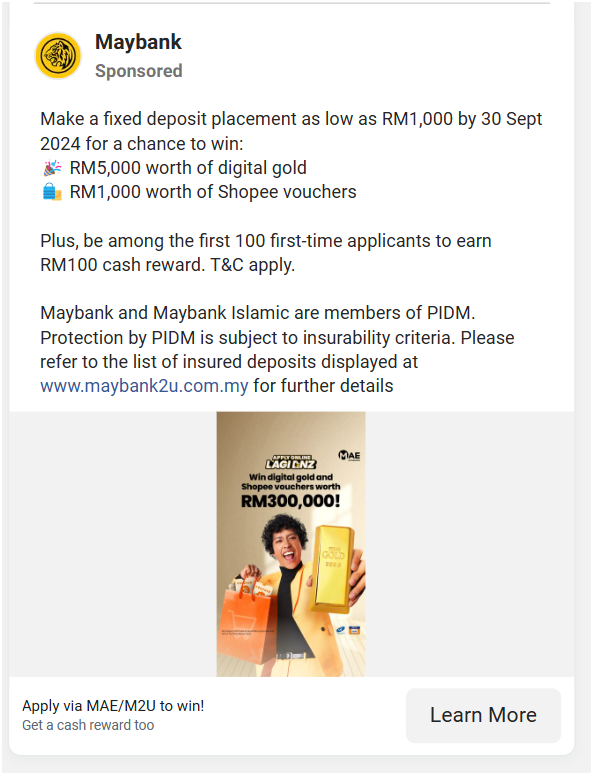 Maybank
Sponsored
Make a fixed deposit placement as low as RM1,000 by 30 Sept
2024 for a chance to win:
🎉 RM5,000 worth of digital gold
🛍️ RM1,000 worth of Shopee vouchers
Plus, be among the first 100 first-time applicants to earn
RM100 cash reward. T&C apply.
Maybank and Maybank Islamic are members of PIDM.
Protection by PIDM is subject to insurability criteria. Please
refer to the list of insured deposits displayed at
www.maybank2u.com.my for further details
MAE
APPLY ONLINE
LAGI ONZ
Win digital gold and
Shopee vouchers worth
RM300,000!
GOLD
Apply via MAE/M2U to win!
Get a cash reward too
Learn More